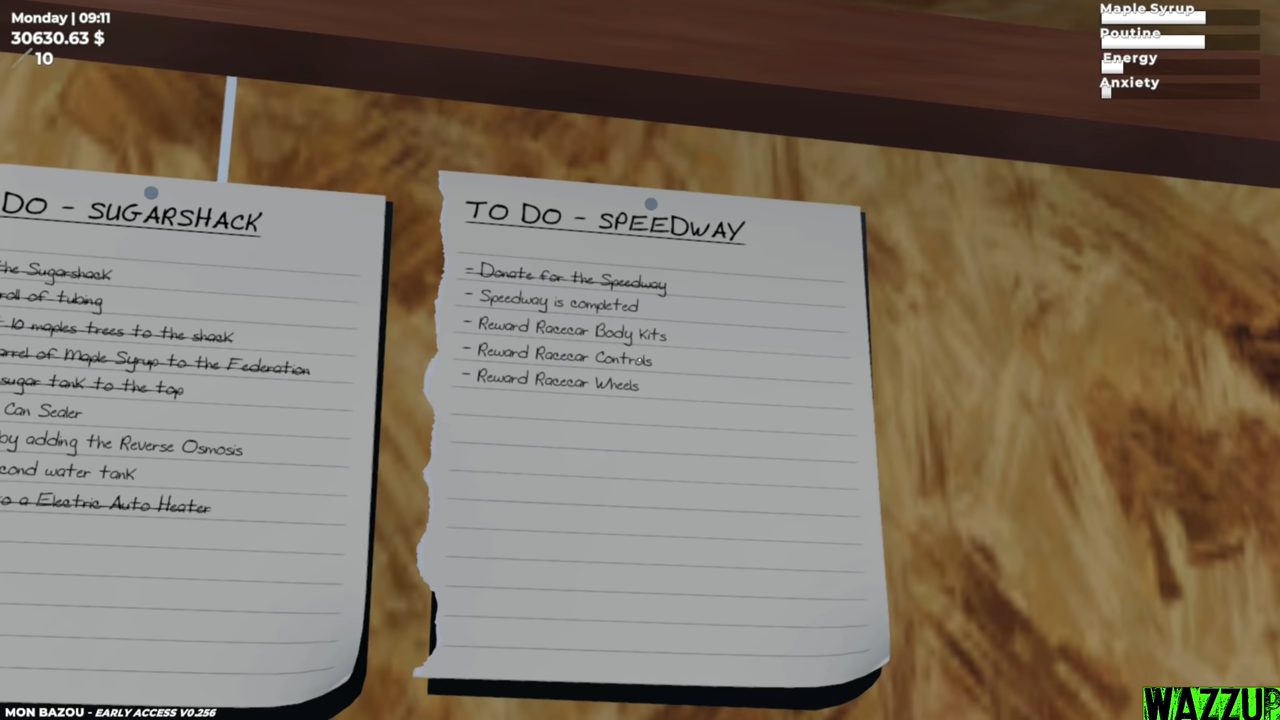 Monday | 09:11
30630.63 $
10
Maple Syrup
Poutine
Energy
Anxiety
DO - SUGARSHACK
the Sugarshack
roll of tubing
10 maples trees to the shack
barrel of Maple Syrup to the Federation
sugar tank to the top
Can Sealer
by adding the Reverse Osmosis
second water tank
to a Electric Auto Heater
TO DO - SPEEDWAY
- Donate for the Speedway
- Speedway is completed
- Reward Racecar Body Kits
- Reward Racecar Controls
- Reward Racecar Wheels
MON BAZOU - EARLY ACCESS V0.256
WAZZUP